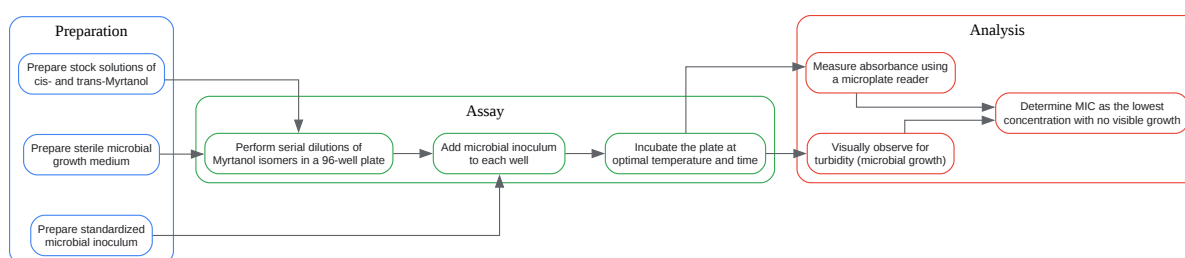 Preparation
Prepare stock solutions of
cis- and trans-Myrtanol
Prepare sterile microbial
growth medium
Prepare standardized
microbial inoculum
Assay
Perform serial dilutions of
Myrtanol isomers in a 96-well plate
Add microbial inoculum
to each well
Incubate the plate at
optimal temperature and time
Analysis
Measure absorbance using
a microplate reader
Visually observe for
turbidity (microbial growth)
Determine MIC as the lowest
concentration with no visible growth